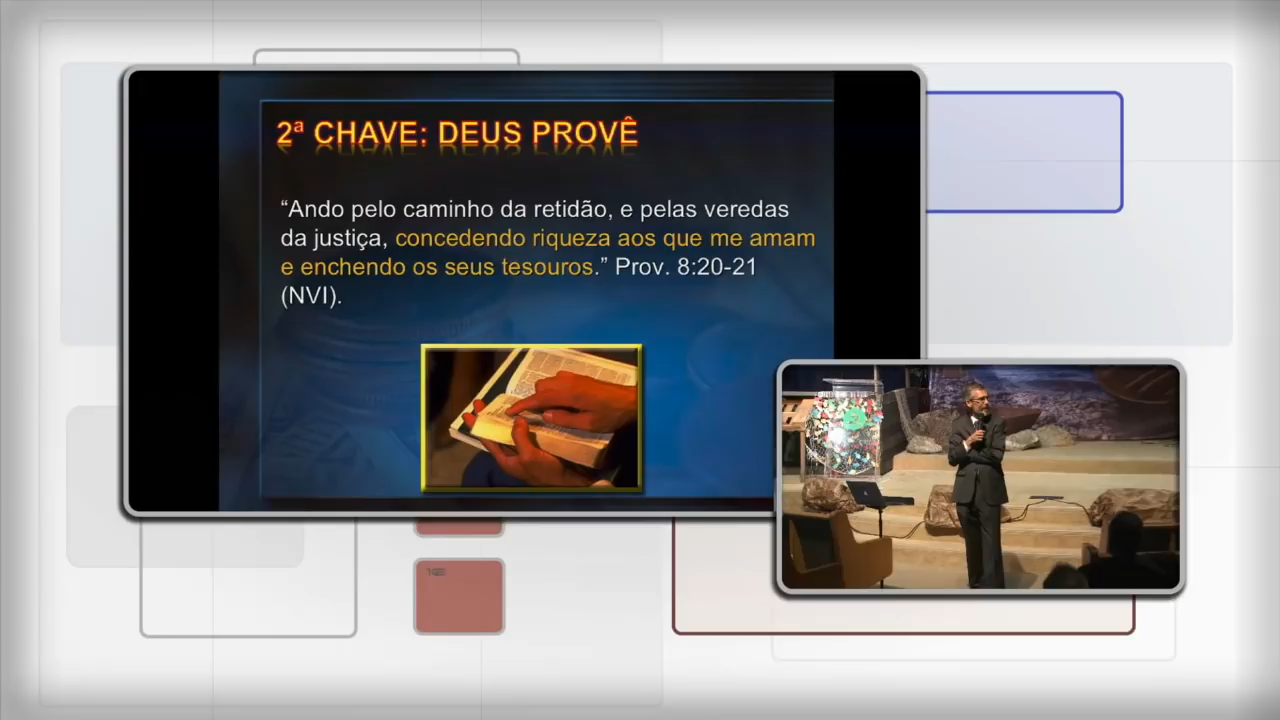 2ª CHAVE: DEUS PROVÊ
“Ando pelo caminho da retidão, e pelas veredas
da justiça, concedendo riqueza aos que me amam
e enchendo os seus tesouros.” Prov. 8:20-21
(NVI).